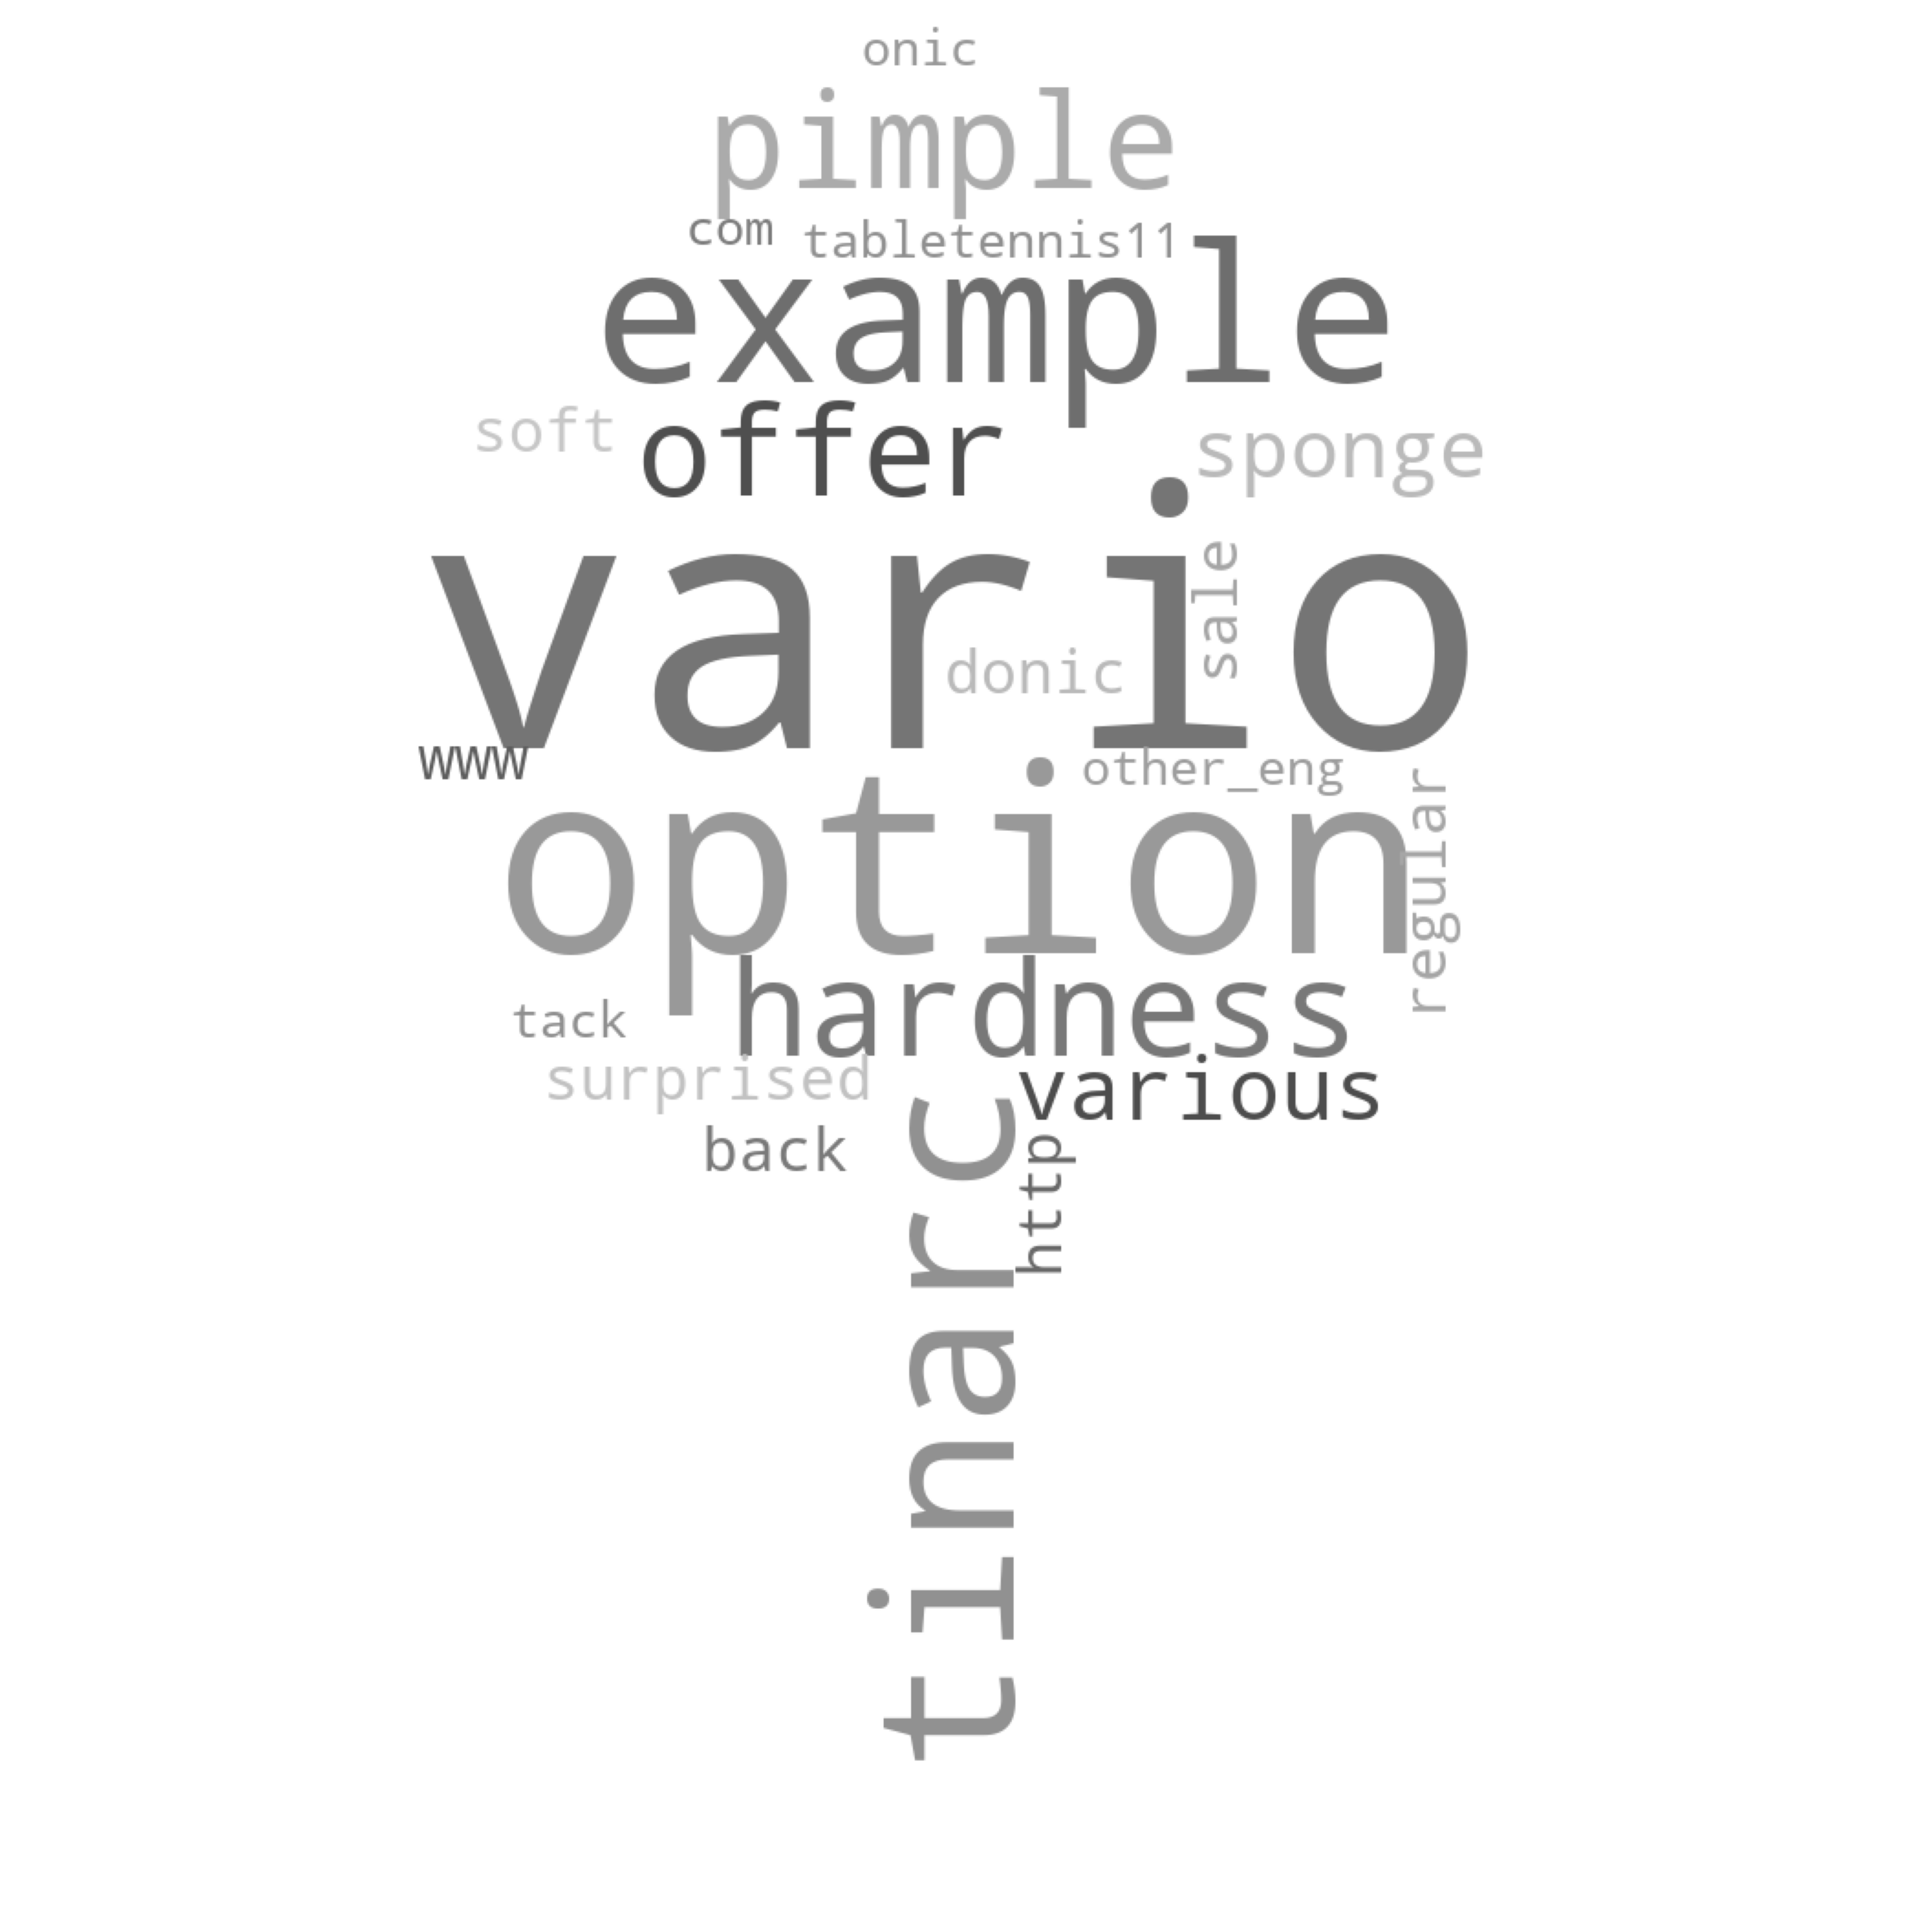 onic
pimple
com tabletennis11
example
soft offer sponge
vario
sale
donic
www other_eng
option
regular
hardness
tack
surprised various
back
http
tinarc